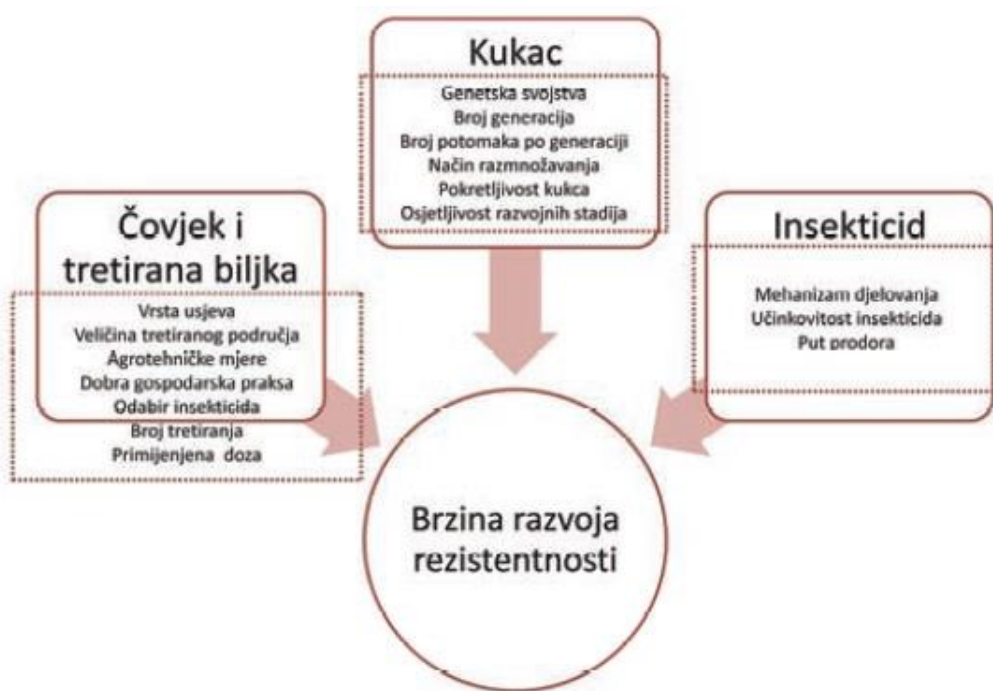 Kukac
Genetska svojstva
Broj generacija
Broj potomaka po generaciji
Način razmnožavanja
Pokretljivost kukca
Osjetljivost razvojnih stadija
Čovjek i
tretirana biljka
Vrsta usjeva
Veličina tretiranog područja
Agrotehničke mjere
Dobra gospodarska praksa
Odabir insekticida
Broj tretiranja
Primijenjena doza
Insekticid
Mehanizam djelovanja
Učinkovitost insekticida
Put prodora
Brzina razvoja
rezistentnosti